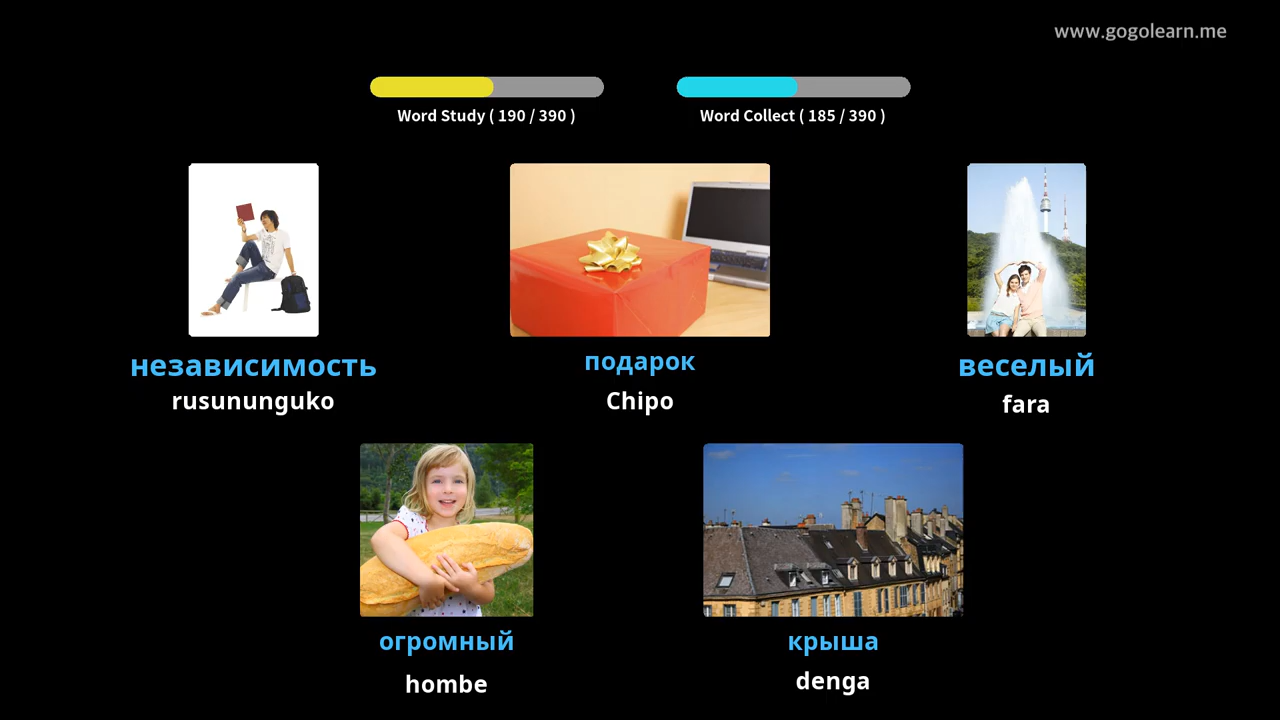 www.gogolearn.me
Word Study ( 190 / 390 )
Word Collect ( 185 / 390 )
независимость
rusununguko
подарок
Chipo
веселый
fara
огромный
hombe
крыша
denga